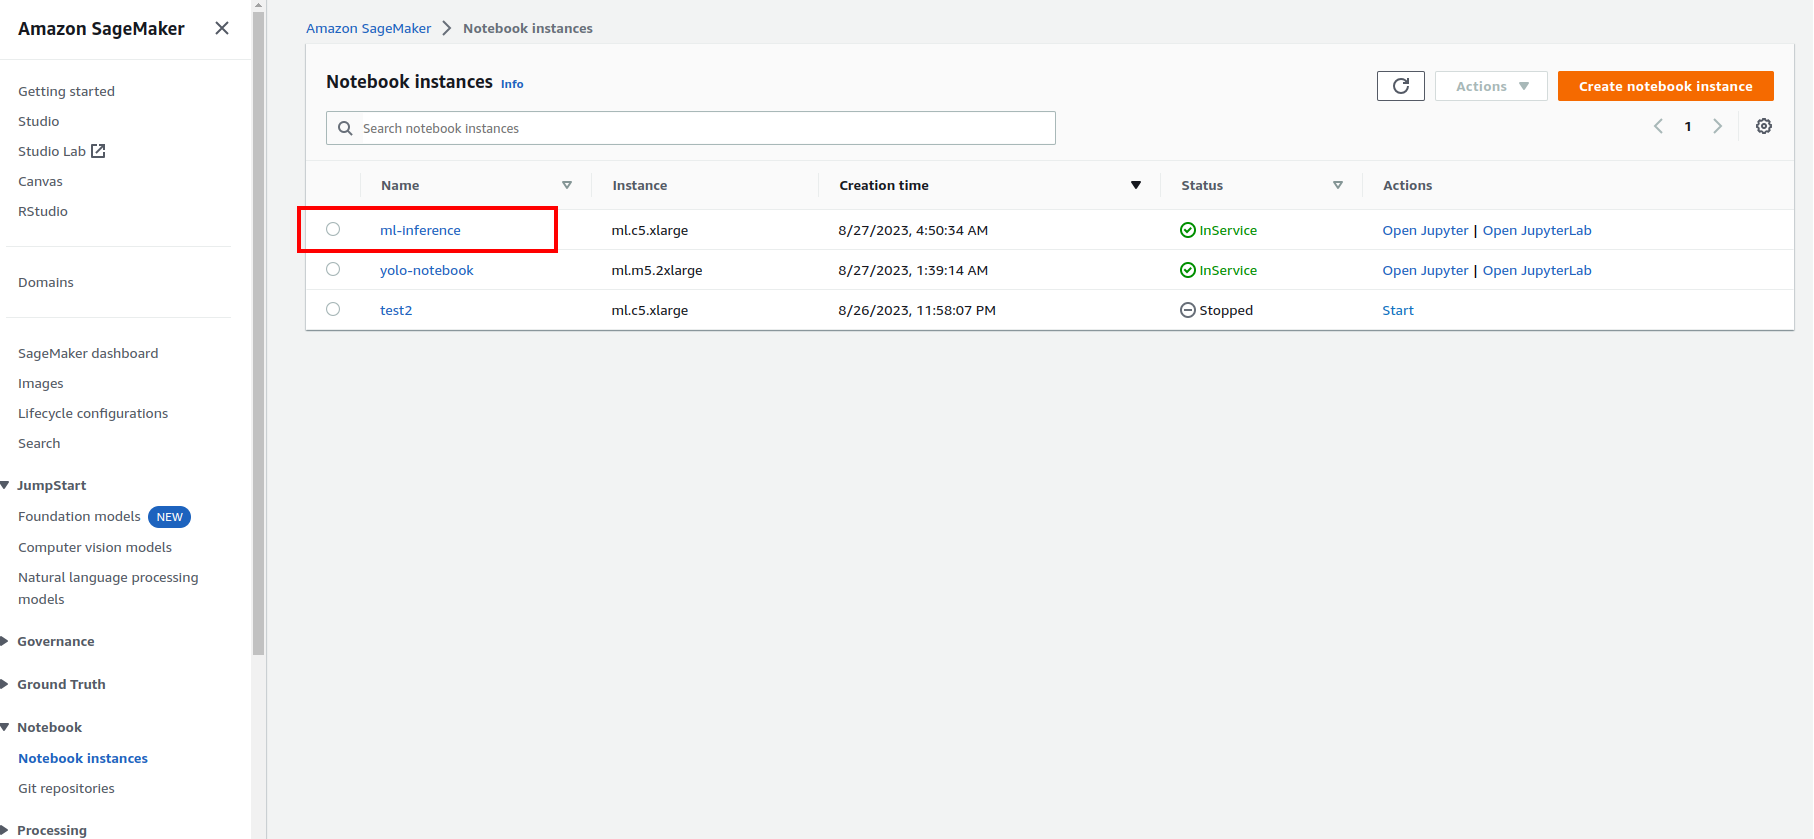 Amazon SageMaker
Getting started
Studio
Studio Lab
Canvas
RStudio
Domains
SageMaker dashboard
Images
Lifecycle configurations
Search
JumpStart
Foundation models NEW
Computer vision models
Natural language processing
models
Governance
Ground Truth
Notebook
Notebook instances
Git repositories
Processing
Amazon SageMaker > Notebook instances
Notebook instances Info
Actions
Create notebook instance
Search notebook instances
1
Name Instance Creation time Status Actions
ml-inference ml.c5.xlarge 8/27/2023, 4:50:34 AM InService Open Jupyter | Open JupyterLab
yolo-notebook ml.m5.2xlarge 8/27/2023, 1:39:14 AM InService Open Jupyter | Open JupyterLab
test2 ml.c5.xlarge 8/26/2023, 11:58:07 PM Stopped Start